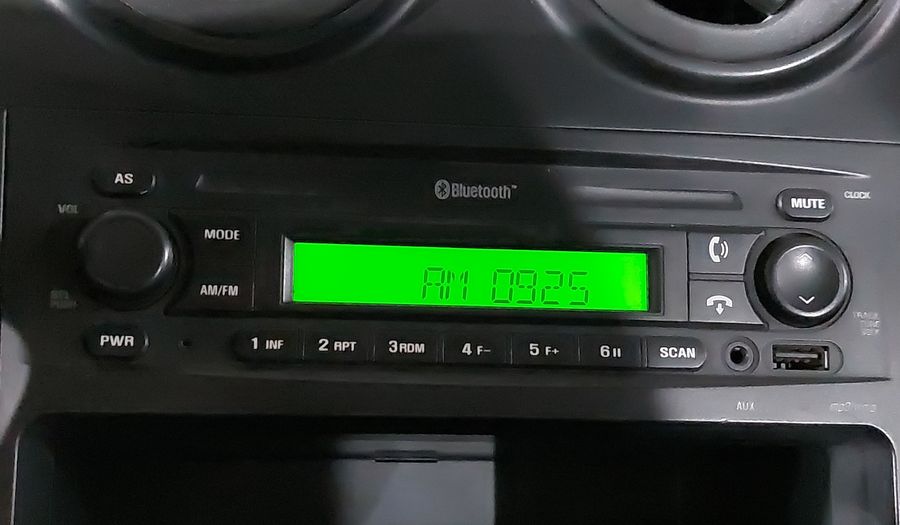 AS
Bluetooth™
MUTE
CLOCK
VOL
MODE
AM/FM
AM 0925
PWR
1 INF
2 RPT
3 RDM
4 F-
5 F+
6 II
SCAN
AUX